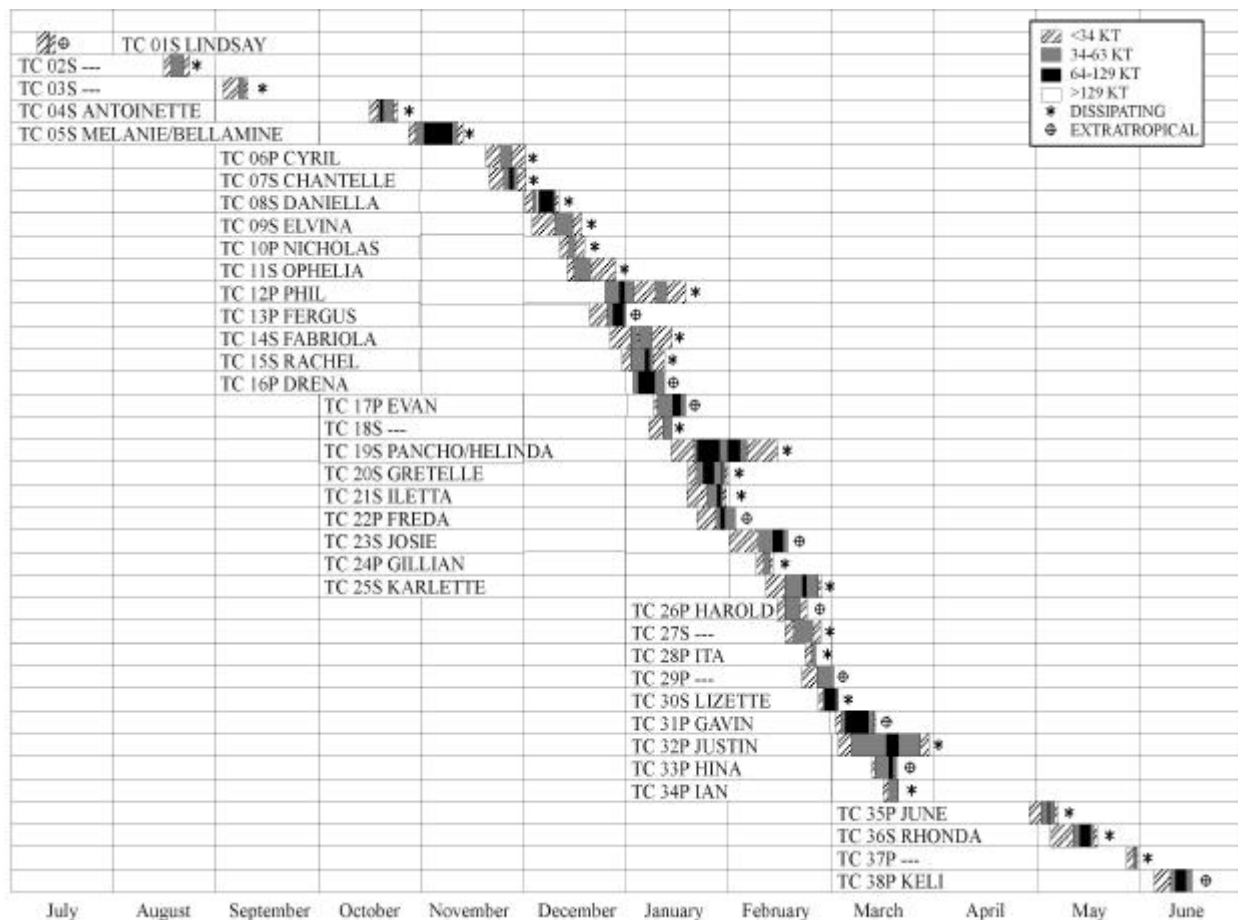 <34 KT
34-63 KT
64-129 KT
>129 KT
DISSIPATING
EXTRATROPICAL
TC 01S LINDSAY
TC 02S ---
TC 03S ---
TC 04S ANTOINETTE
TC 05S MELANIE/BELLAMINE
TC 06P CYRIL
TC 07S CHANTELLE
TC 08S DANIELLA
TC 09S ELVINA
TC 10P NICHOLAS
TC 11S OPHELIA
TC 12P PHIL
TC 13P FERGUS
TC 14S FABRIOLA
TC 15S RACHEL
TC 16P DRENA
TC 17P EVAN
TC 18S ---
TC 19S PANCHO/HELINDA
TC 20S GRETELLE
TC 21S ILETTA
TC 22P FREDA
TC 23S JOSIE
TC 24P GILLIAN
TC 25S KARLETTE
TC 26P HAROLD
TC 27S ---
TC 28P ITA
TC 29P ---
TC 30S LIZETTE
TC 31P GAVIN
TC 32P JUSTIN
TC 33P HINA
TC 34P IAN
TC 35P JUNE
TC 36S RHONDA
TC 37P ---
TC 38P KELI
July August September October November December January February March April May June